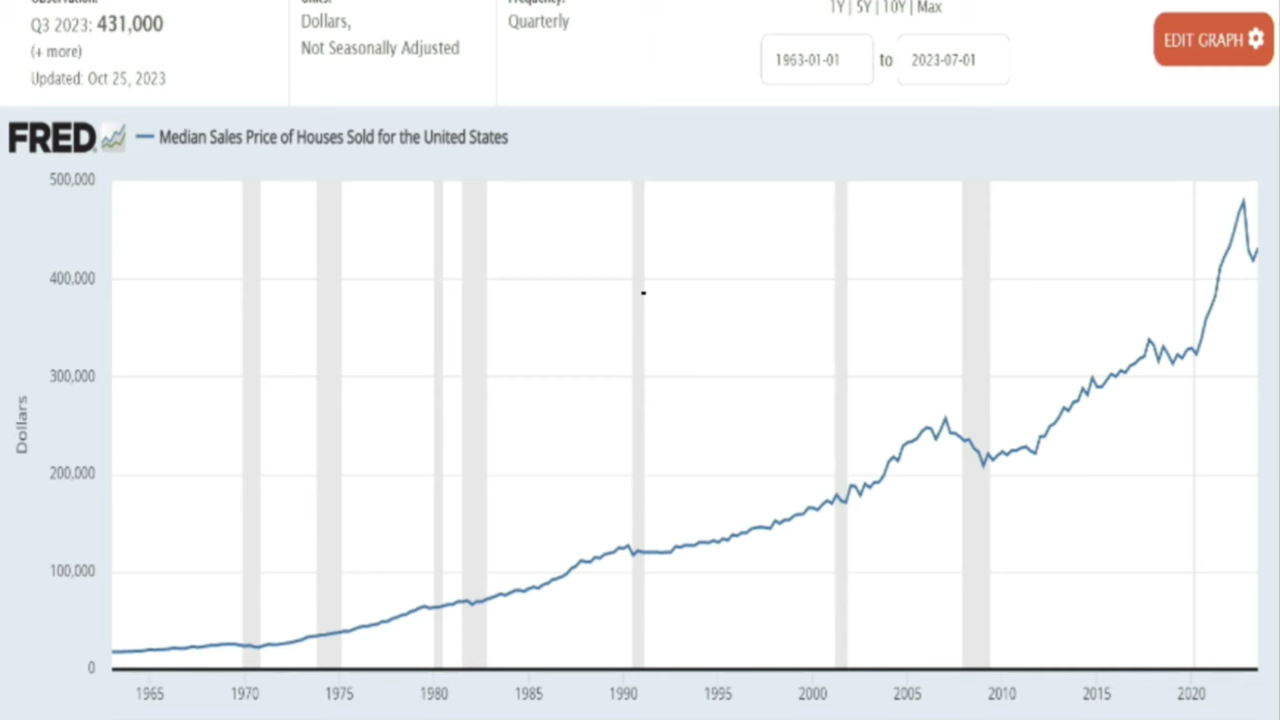 Q3 2023: 431,000
(+ more)
Updated: Oct 25, 2023
Dollars,
Not Seasonally Adjusted
Quarterly
1Y | 5Y | 10Y | Max
1963-01-01 to 2023-07-01
EDIT GRAPH
FRED
Median Sales Price of Houses Sold for the United States
500,000
400,000
300,000
200,000
100,000
0
Dollars
1965 1970 1975 1980 1985 1990 1995 2000 2005 2010 2015 2020